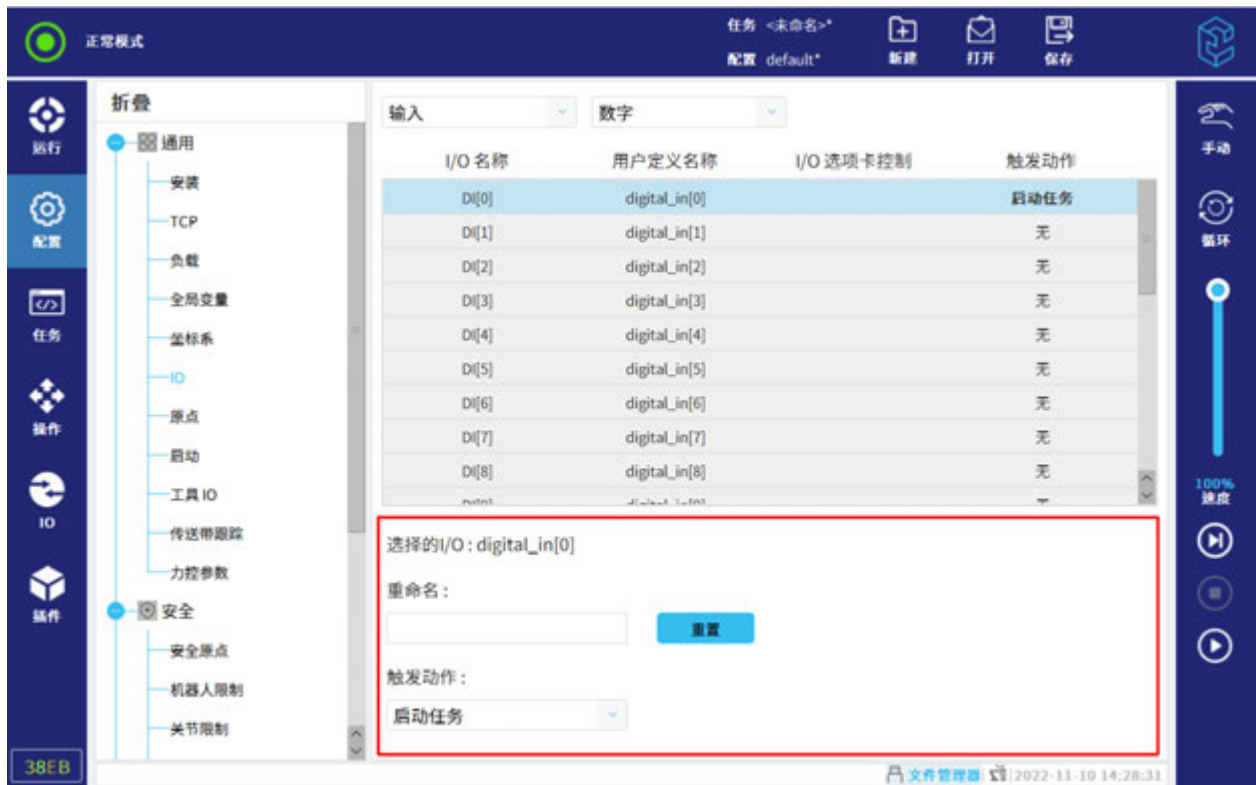 正常模式
任务 <未命名>*
配置 default*
新建
打开
保存
运行
配置
任务
操作
IO
插件
38EB
折叠
通用
安装
TCP
负载
全局变量
坐标系
IO
原点
启动
工具 IO
传送带跟踪
力控参数
安全
安全原点
机器人限制
关节限制
输入 数字
I/O 名称 用户定义名称 I/O 选项卡控制 触发动作
DI[0] digital_in[0] 启动任务
DI[1] digital_in[1] 无
DI[2] digital_in[2] 无
DI[3] digital_in[3] 无
DI[4] digital_in[4] 无
DI[5] digital_in[5] 无
DI[6] digital_in[6] 无
DI[7] digital_in[7] 无
DI[8] digital_in[8] 无
选择的I/O : digital_in[0]
重命名 :
重置
触发动作 :
启动任务
手动
循环
100%
速度
文件管理器 2022-11-10 14:28:31